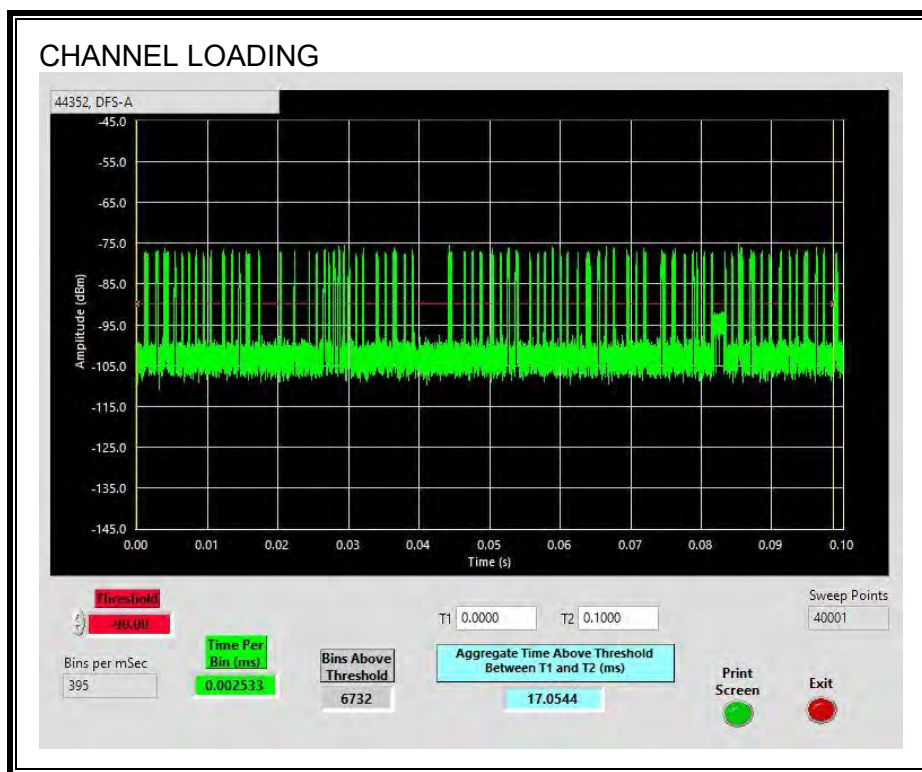 CHANNEL LOADING
44352, DFS-A
-45.0
-55.0
-65.0
-75.0
-85.0
-95.0
-105.0
-115.0
-125.0
-135.0
-145.0
Amplitude (dBm)
0.00 0.01 0.02 0.03 0.04 0.05 0.06 0.07 0.08 0.09 0.10
Time (s)
Threshold
-90.00
Bins per mSec
395
Time Per
Bin (ms)
0.002533
Bins Above
Threshold
6732
T1 0.0000 T2 0.1000
Aggregate Time Above Threshold
Between T1 and T2 (ms)
17.0544
Sweep Points
40001
Print
Screen
Exit